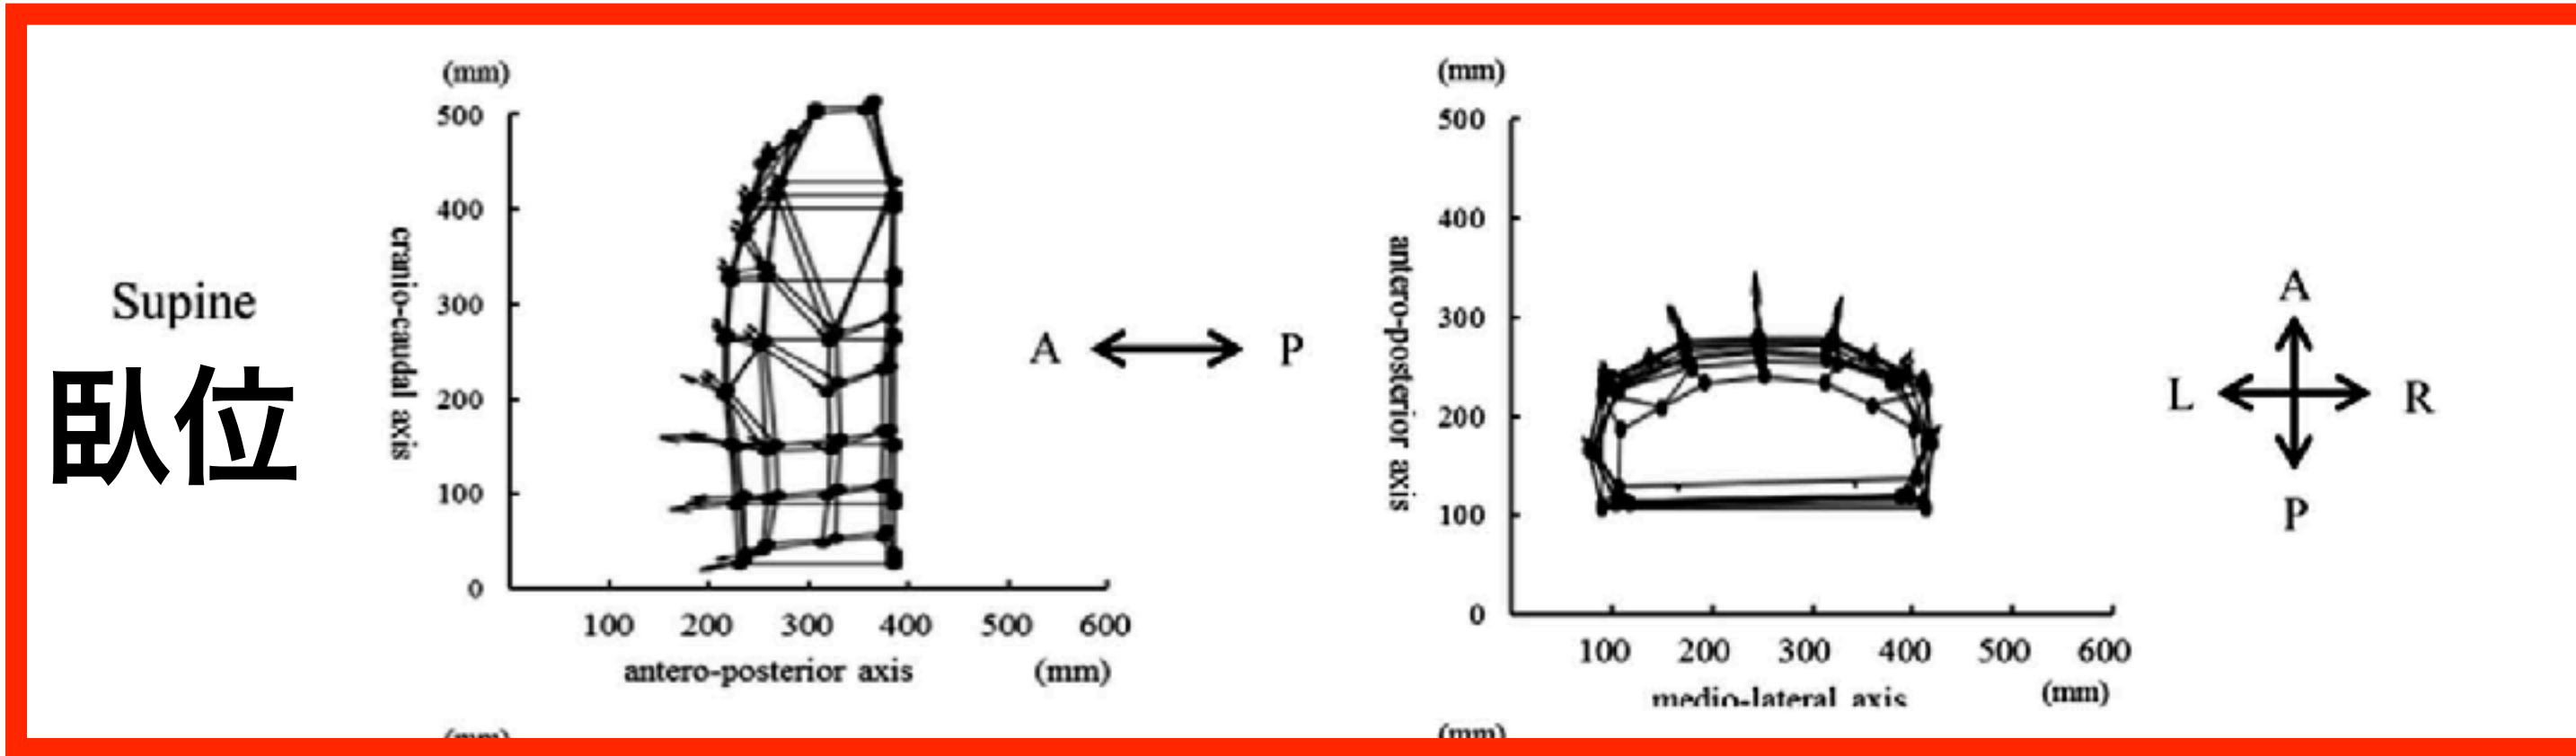 Supine
臥位
(mm)
500
400
300
200
100
0
cranio-caudal axis
100 200 300 400 500 600
antero-posterior axis (mm)
A P
(mm)
500
400
300
200
100
0
antero-posterior axis
100 200 300 400 500 600
medio-lateral axis (mm)
A
L R
P
(mm)
(mm)